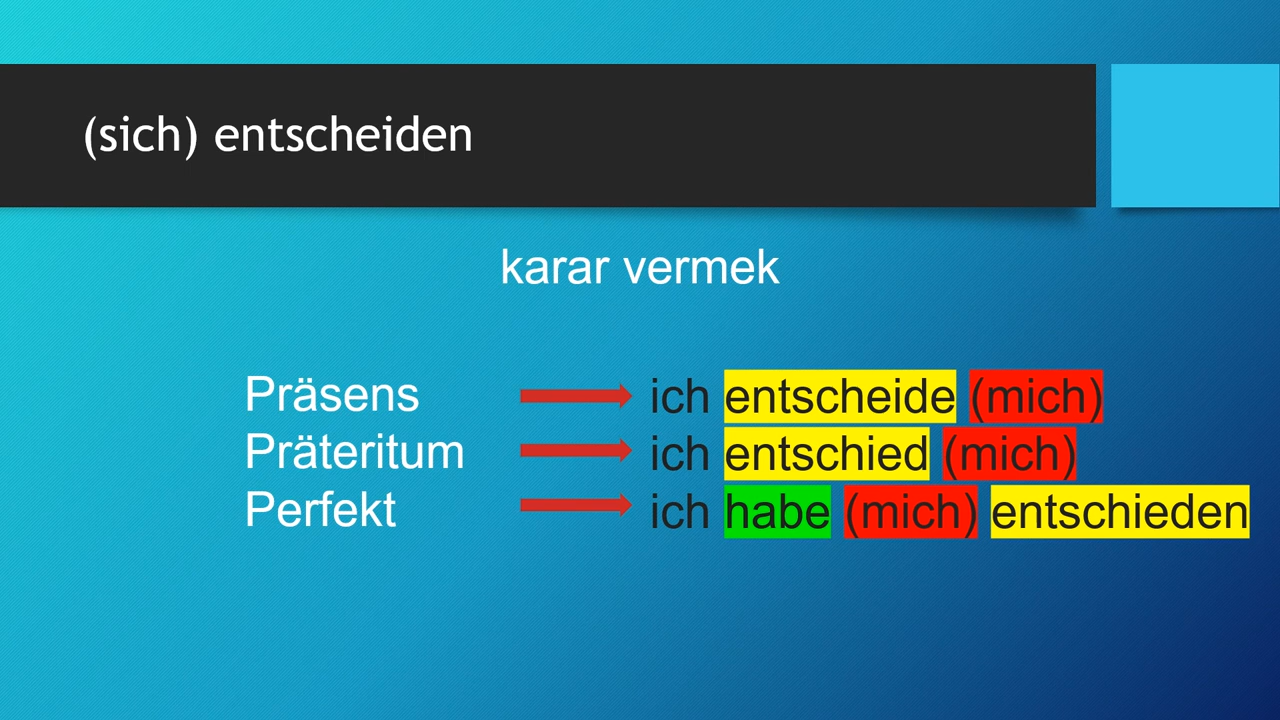 (sich) entscheiden
karar vermek
Präsens ich entscheide (mich)
Präteritum ich entschied (mich)
Perfekt ich habe (mich) entschieden